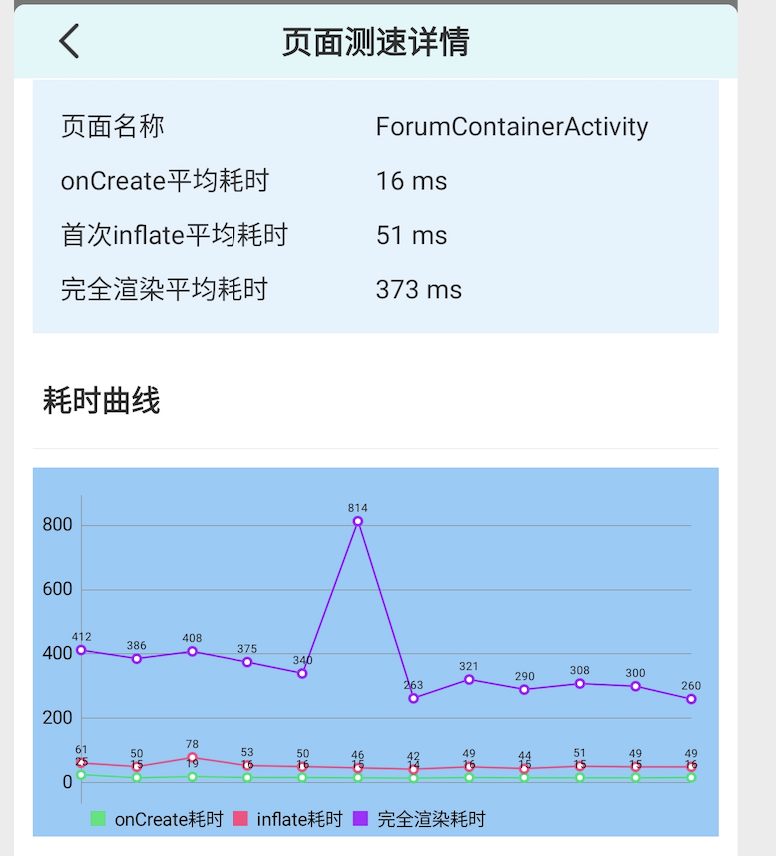 页面测速详情
页面名称 ForumContainerActivity
onCreate平均耗时 16 ms
首次inflate平均耗时 51 ms
完全渲染平均耗时 373 ms
耗时曲线
814
800
600
412 386 408 375 340 263 321 290 308 300 260
400
200
61 50 78 53 50 46 42 49 44 51 49 49
25 15 19 16 16 15 14 16 15 15 15 16
0
onCreate耗时 inflate耗时 完全渲染耗时